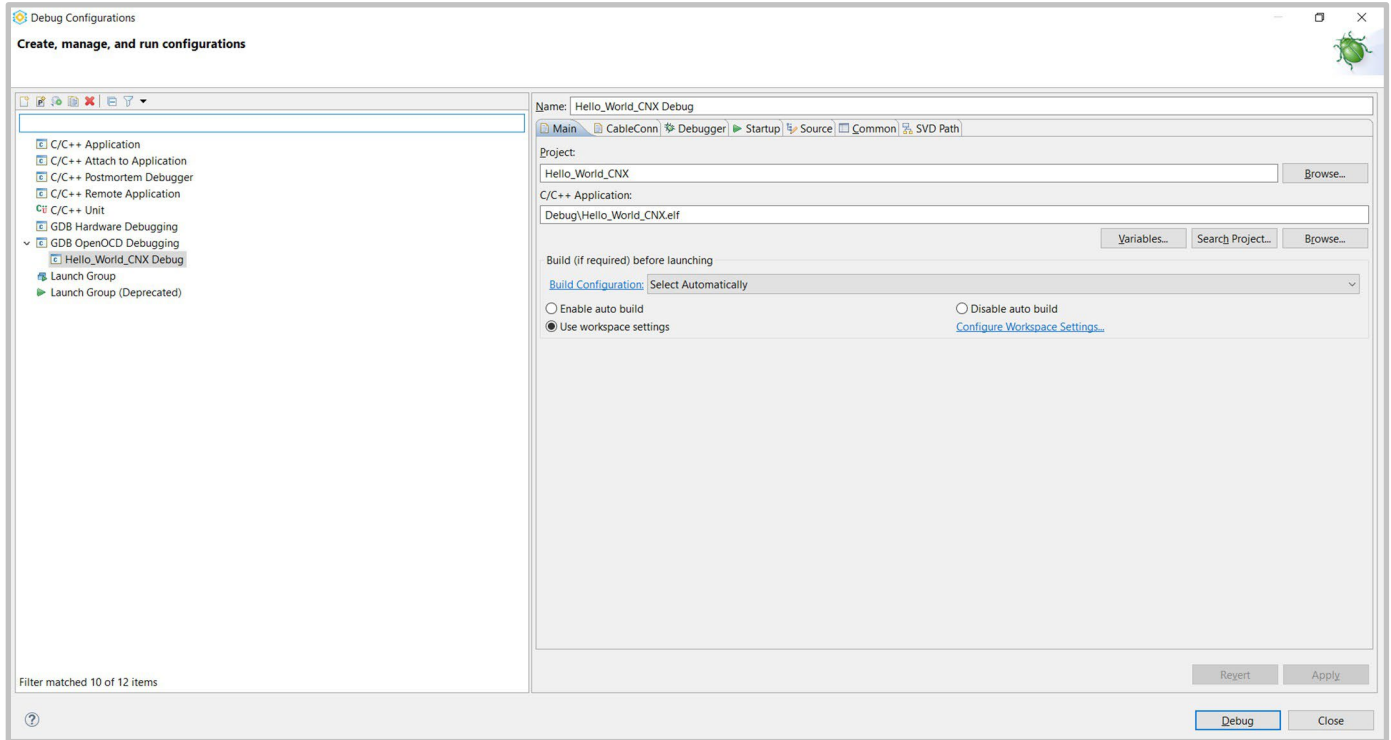 Debug Configurations
Create, manage, and run configurations
C/C++ Application
C/C++ Attach to Application
C/C++ Postmortem Debugger
C/C++ Remote Application
C/C++ Unit
GDB Hardware Debugging
GDB OpenOCD Debugging
Hello_World_CNX Debug
Launch Group
Launch Group (Deprecated)
Filter matched 10 of 12 items
Name: Hello_World_CNX Debug
Main CableConn Debugger Startup Source Common SVD Path
Project:
Hello_World_CNX Browse...
C/C++ Application:
Debug\Hello_World_CNX.elf
Variables... Search Project... Browse...
Build (if required) before launching
Build Configuration: Select Automatically
Enable auto build Disable auto build
Use workspace settings Configure Workspace Settings...
Revert Apply
Debug Close